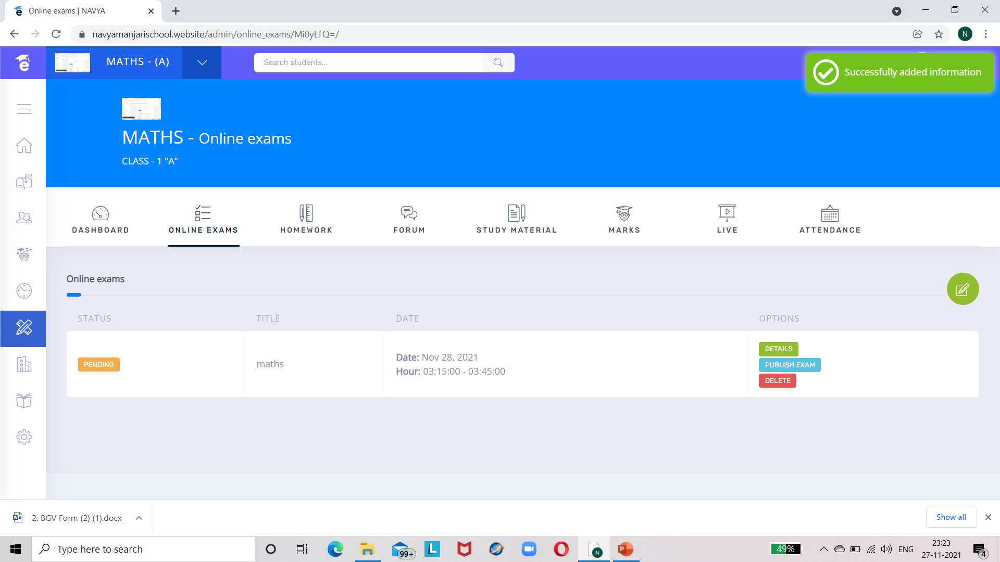 Online exams | NAVYA
navyamanjarischool.website/admin/online_exams/Mi0yLTQ=/
N
MATHS - (A)
Search students...
Successfully added information
MATHS - Online exams
CLASS - 1 "A"
DASHBOARD
ONLINE EXAMS
HOMEWORK
FORUM
STUDY MATERIAL
MARKS
LIVE
ATTENDANCE
Online exams
STATUS TITLE DATE OPTIONS
PENDING
maths
Date: Nov 28, 2021
Hour: 03:15:00 - 03:45:00
DETAILS
PUBLISH EXAM
DELETE
2. BGV Form (2) (1).docx
Show all
Type here to search
99+
L
N
P
49%
ENG
23:23
27-11-2021
4